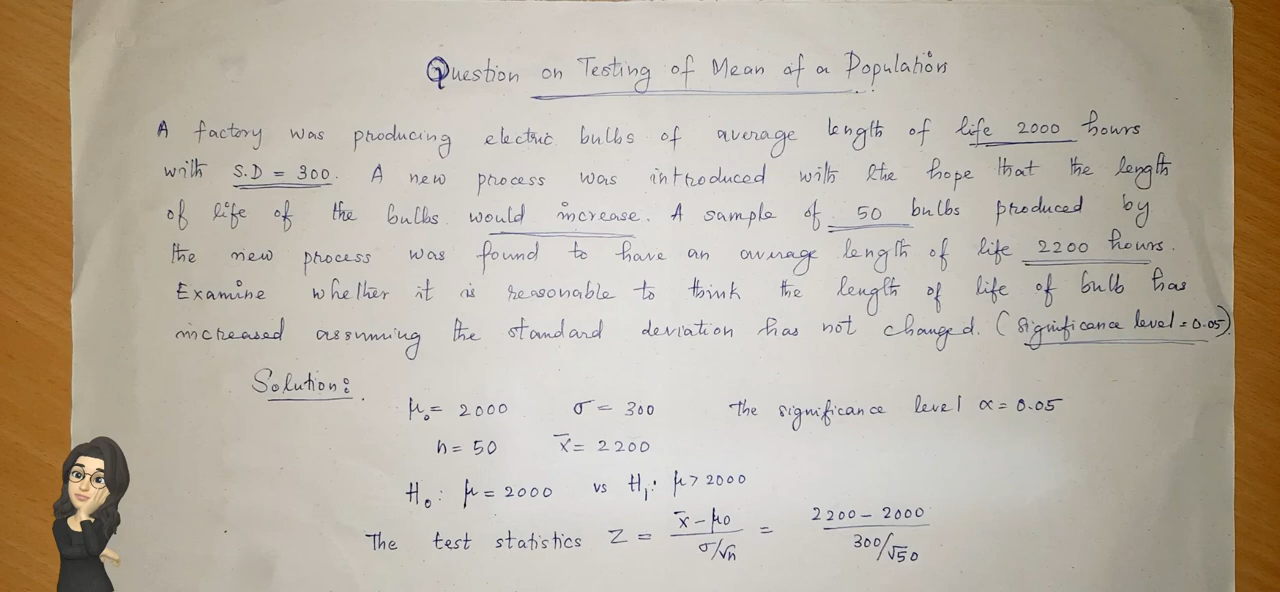 Question on Testing of Mean of a Population
A factory was producing electric bulbs of average length of life 2000 hours
with S.D = 300. A new process was introduced with the hope that the length
of life of the bulbs would increase. A sample of 50 bulbs produced by
the new process was found to have an average length of life 2200 hours.
Examine whether it is reasonable to think the length of life of bulb has
increased assuming the standard deviation has not changed. (Significance level = 0.05)
Solution:
μ₀ = 2000 σ = 300 The significance level α = 0.05
n = 50 x̄ = 2200
H₀: μ = 2000 vs H₁: μ > 2000
The test statistics Z = (x̄ - μ₀)/(σ/√n) = (2200 - 2000)/(300/√50)